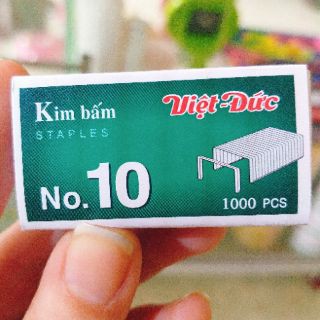 Kim bấm
Việt-Đức
STAPLES
No.10
1000 PCS